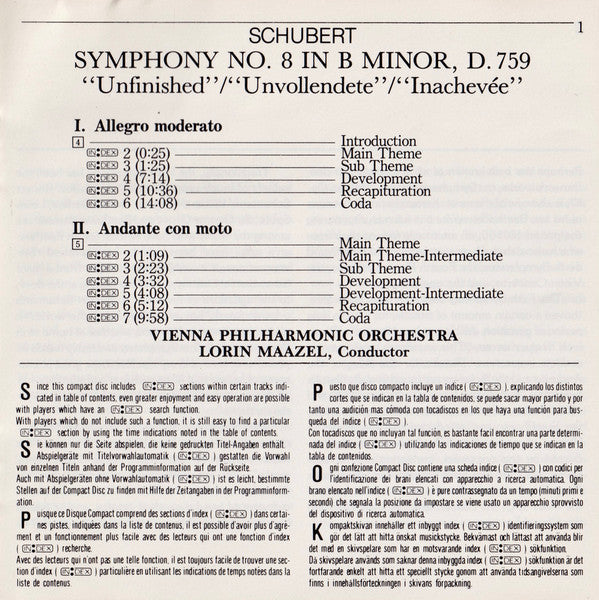 1
SCHUBERT
SYMPHONY NO. 8 IN B MINOR, D. 759
“Unfinished”/“Unvollendete”/“Inachevée”
I. Allegro moderato
4 Introduction
INDEX 2 (0:25) Main Theme
INDEX 3 (1:25) Sub Theme
INDEX 4 (7:14) Development
INDEX 5 (10:36) Recapifuration
INDEX 6 (14:08) Coda
II. Andante con moto
5 Main Theme
INDEX 2 (1:09) Main Theme-Intermediate
INDEX 3 (2:23) Sub Theme
INDEX 4 (3:32) Development
INDEX 5 (4:08) Development-Intermediate
INDEX 6 (5:12) Recapifuration
INDEX 7 (9:58) Coda
VIENNA PHILHARMONIC ORCHESTRA
LORIN MAAZEL, Conductor
Since this compact disc includes (INDEX) sections within certain tracks indi-
cated in table of contents, even greater enjoyment and easy operation are possible
with players which have an (INDEX) search function.
With players which do not include such a function, it is still easy to find a particular
(INDEX) section by using the time indications noted in the table of contents.
Sie können nur die Seite abspielen, die keine gedruckten Titel-Angaben enthält.
Abspielgeräte mit Titelvorwahlautomatik (INDEX) gestatten die Vorwahl
von einzelnen Titeln anhand der Programminformation auf der Rückseite.
Auch mit Abspielgeräten ohne Vorwahlautomatik (INDEX) ist es leicht, bestimmte
Stellen auf der Compact Disc zu finden mit Hilfe der Zeitangaben in der Programminform-
ation.
Puisque ce Disque Compact comprend des sections d'index (INDEX) dans certai-
nes pistes, indiquées dans la liste de contenus, il est possible d'avoir plus d'agré-
ment et un fonctionnement plus facile avec des lecteurs qui ont une fonction d'index
(INDEX) recherche.
Avec des lecteurs qui n'ont pas une telle fonction, il est toujours facile de trouver une sec-
tion d'index (INDEX) particulière en utilisant les indications de temps notées dans la
liste de contenus.
Puesto que disco compacto incluye un indice (INDEX), explicando los distintos
cortes que se indican en la tabla de contenidos, se puede sacar mayor partido y por
tanto una audición mas cómoda con tocadiscos en los que haya una función para bús-
queda del indice (INDEX).
Con tocadiscos que no incluyan tal función, es bastante facil encontrar una parte determi-
nada del indice (INDEX) utilizando las indicaciones de tiempo que se indican en la
tabla de contenidos.
Ogni confezione Compact Disc contiene una scheda indice (INDEX) con codici per
l'identificazione dei brani elencati con apparecchio a ricerca automatica. Ogni
brano elencato nell'indice (INDEX) è pure contrassegnato da un tempo (minuti primi e
secondi) che segnala la posizione da impostare se viene usato un apparecchio sprovvisto
del dispositivo di ricerca automatica.
Kompaktskivan innehåller ett inbyggt index (INDEX) identifieringssystem som
gör det lätt att hitta önskat musickstycke. Bekvämast och lättast att använda blir
det med en skivspelare som har en motsvarande index (INDEX) sökfunktion.
Då skivspelare används som saknar denna inbyggda index (INDEX) sökfunktion är det
fortfarande enkelt att hitta ett speciellt stycke genom att använda tidsangivelserna som
finns i innehållsförteckningen i skivans förpackning.